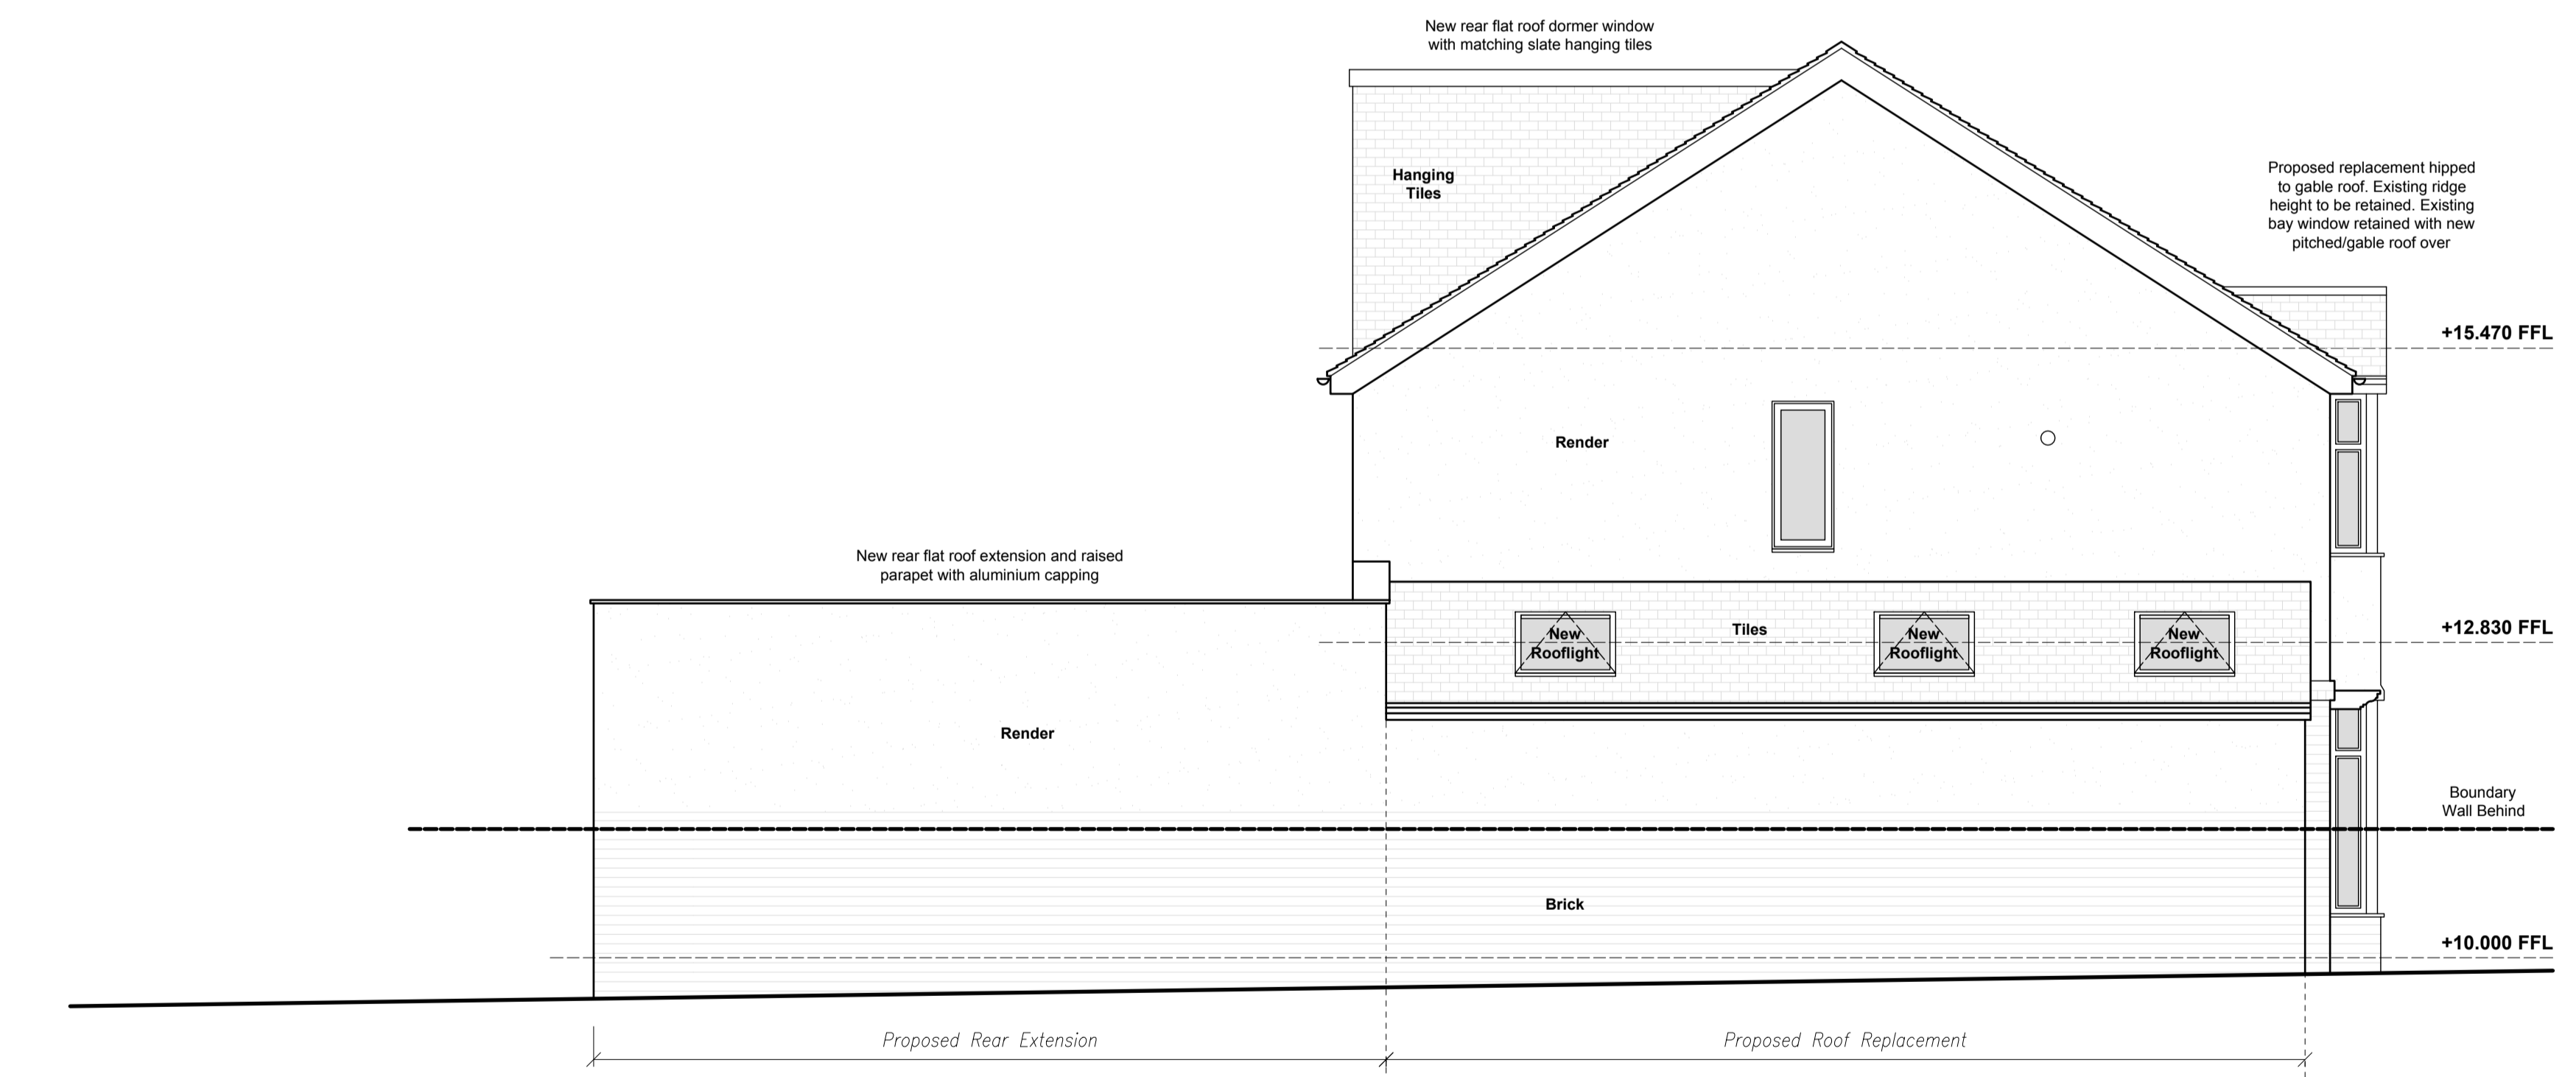 New rear flat roof dormer window
with matching slate hanging tiles
Hanging
Tiles
Proposed replacement hipped
to gable roof. Existing ridge
height to be retained. Existing
bay window retained with new
pitched/gable roof over
+15.470 FFL
Render
New rear flat roof extension and raised
parapet with aluminium capping
+12.830 FFL
Tiles
New
Rooflight
New
Rooflight
New
Rooflight
Render
Boundary
Wall Behind
Brick
+10.000 FFL
Proposed Rear Extension
Proposed Roof Replacement